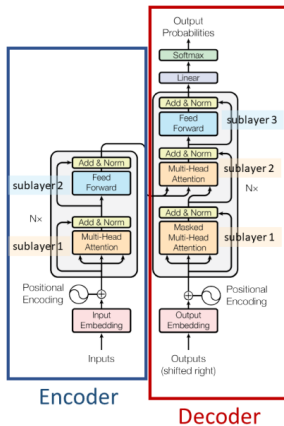 Output
Probabilities
Softmax
Linear
Add & Norm
Feed
Forward
sublayer 3
Add & Norm
Multi-Head
Attention
sublayer 2
N×
Add & Norm
Masked
Multi-Head
Attention
sublayer 1
Positional
Encoding
Output
Embedding
Outputs
(shifted right)
Decoder
Add & Norm
Feed
Forward
sublayer 2
N×
Add & Norm
Multi-Head
Attention
sublayer 1
Positional
Encoding
Input
Embedding
Inputs
Encoder